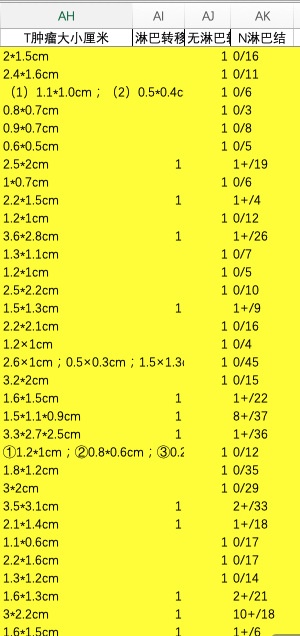 AH AI AJ AK
T肿瘤大小厘米 淋巴转移 无淋巴转 N淋巴结
2*1.5cm 1 0/16
2.4*1.6cm 1 0/11
（1）1.1*1.0cm；（2）0.5*0.4c 1 0/6
0.8*0.7cm 1 0/3
0.9*0.7cm 1 0/8
0.6*0.5cm 1 0/5
2.5*2cm 1 1+/19
1*0.7cm 1 0/6
2.2*1.5cm 1 1+/4
1.2*1cm 1 0/12
3.6*2.8cm 1 1+/26
1.3*1.1cm 1 0/7
1.2*1cm 1 0/5
2.5*2.2cm 1 0/10
1.5*1.3cm 1 1+/9
2.2*2.1cm 1 0/16
1.2×1cm 1 0/4
2.6×1cm；0.5×0.3cm；1.5×1.3c 1 0/45
3.2*2cm 1 0/15
1.6*1.5cm 1 1+/22
1.5*1.1*0.9cm 1 8+/37
3.3*2.7*2.5cm 1 1+/36
①1.2*1cm；②0.8*0.6cm；③0.2 1 0/12
1.8*1.2cm 1 0/35
3*2cm 1 0/29
3.5*3.1cm 1 2+/33
2.1*1.4cm 1 1+/18
1.1*0.6cm 1 0/17
2.2*1.6cm 1 0/17
1.3*1.2cm 1 0/14
1.6*1.3cm 1 2+/21
3*2.2cm 1 10+/18
1.6*1.5cm 1 1+/6